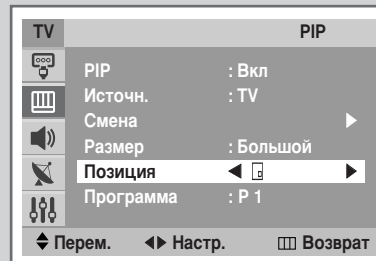 TV PIP
PIP : Вкл
Источн. : TV
Смена
Размер : Большой
Позиция
Программа : P 1
Перем. Настр. Возврат